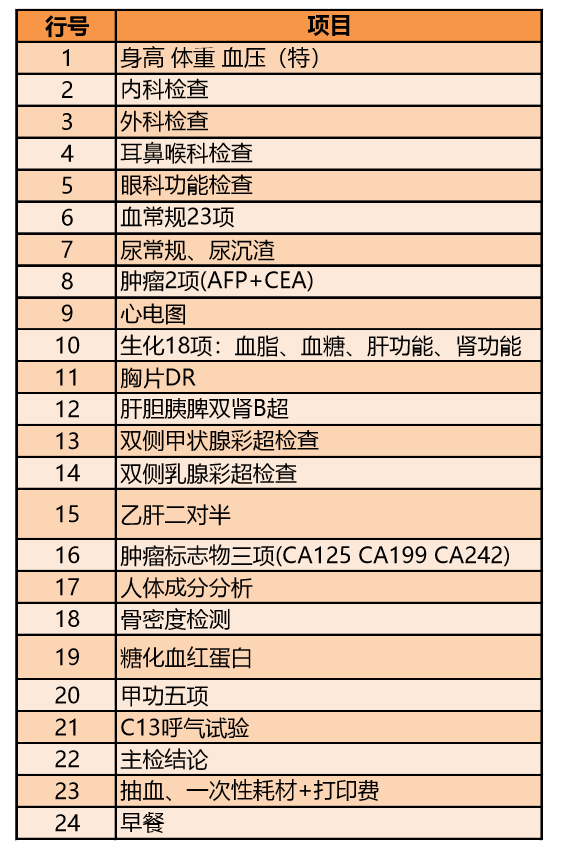 行号 项目
1 身高 体重 血压（特）
2 内科检查
3 外科检查
4 耳鼻喉科检查
5 眼科功能检查
6 血常规23项
7 尿常规、尿沉渣
8 肿瘤2项(AFP+CEA)
9 心电图
10 生化18项：血脂、血糖、肝功能、肾功能
11 胸片DR
12 肝胆胰脾双肾B超
13 双侧甲状腺彩超检查
14 双侧乳腺彩超检查
15 乙肝二对半
16 肿瘤标志物三项(CA125 CA199 CA242)
17 人体成分分析
18 骨密度检测
19 糖化血红蛋白
20 甲功五项
21 C13呼气试验
22 主检结论
23 抽血、一次性耗材+打印费
24 早餐